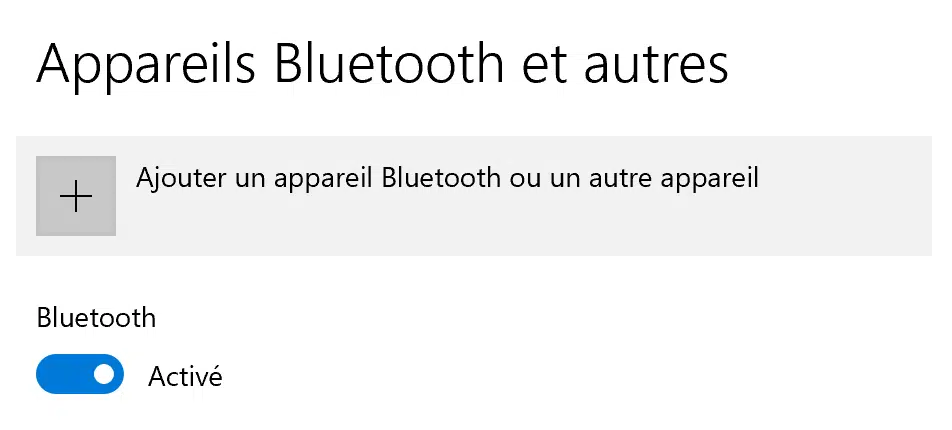 Appareils Bluetooth et autres
Ajouter un appareil Bluetooth ou un autre appareil
Bluetooth
Activé